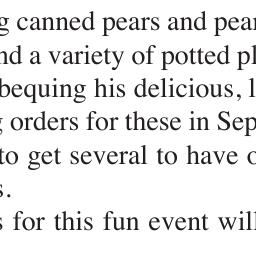 g canned pears and pear
nd a variety of potted pl
bequing his delicious, l
g orders for these in Sep
to get several to have o
s.
s for this fun event will